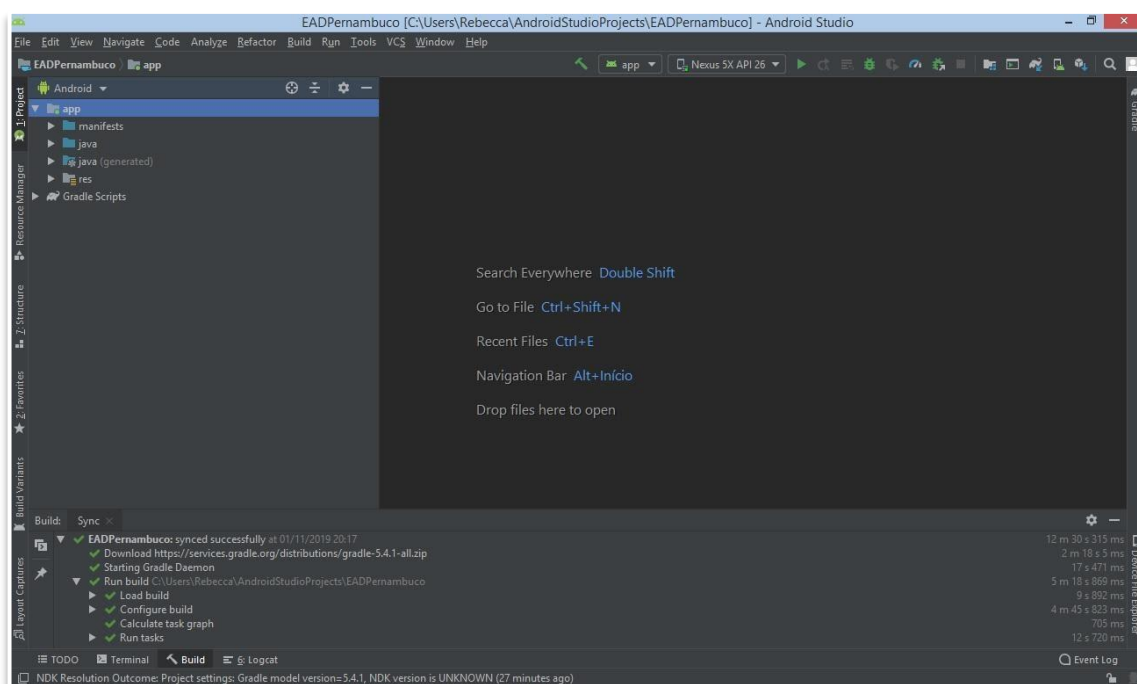 EADPernambuco [C:\Users\Rebecca\AndroidStudioProjects\EADPernambuco] - Android Studio
File Edit View Navigate Code Analyze Refactor Build Run Tools VCS Window Help
EADPernambuco app
app
Nexus 5X API 26
1: Project
Resource Manager
7: Structure
2: Favorites
Build Variants
Layout Captures
Android
app
manifests
java
java (generated)
res
Gradle Scripts
Search Everywhere Double Shift
Go to File Ctrl+Shift+N
Recent Files Ctrl+E
Navigation Bar Alt+Início
Drop files here to open
Gradle
Device File Explorer
Build: Sync
EADPernambuco: synced successfully at 01/11/2019 20:17 12 m 30 s 315 ms
Download https://services.gradle.org/distributions/gradle-5.4.1-all.zip 2 m 18 s 5 ms
Starting Gradle Daemon 17 s 471 ms
Run build C:\Users\Rebecca\AndroidStudioProjects\EADPernambuco 5 m 18 s 869 ms
Load build 9 s 892 ms
Configure build 4 m 45 s 823 ms
Calculate task graph 705 ms
Run tasks 12 s 720 ms
TODO Terminal Build 6: Logcat Event Log
NDK Resolution Outcome: Project settings: Gradle model version=5.4.1, NDK version is UNKNOWN (27 minutes ago)